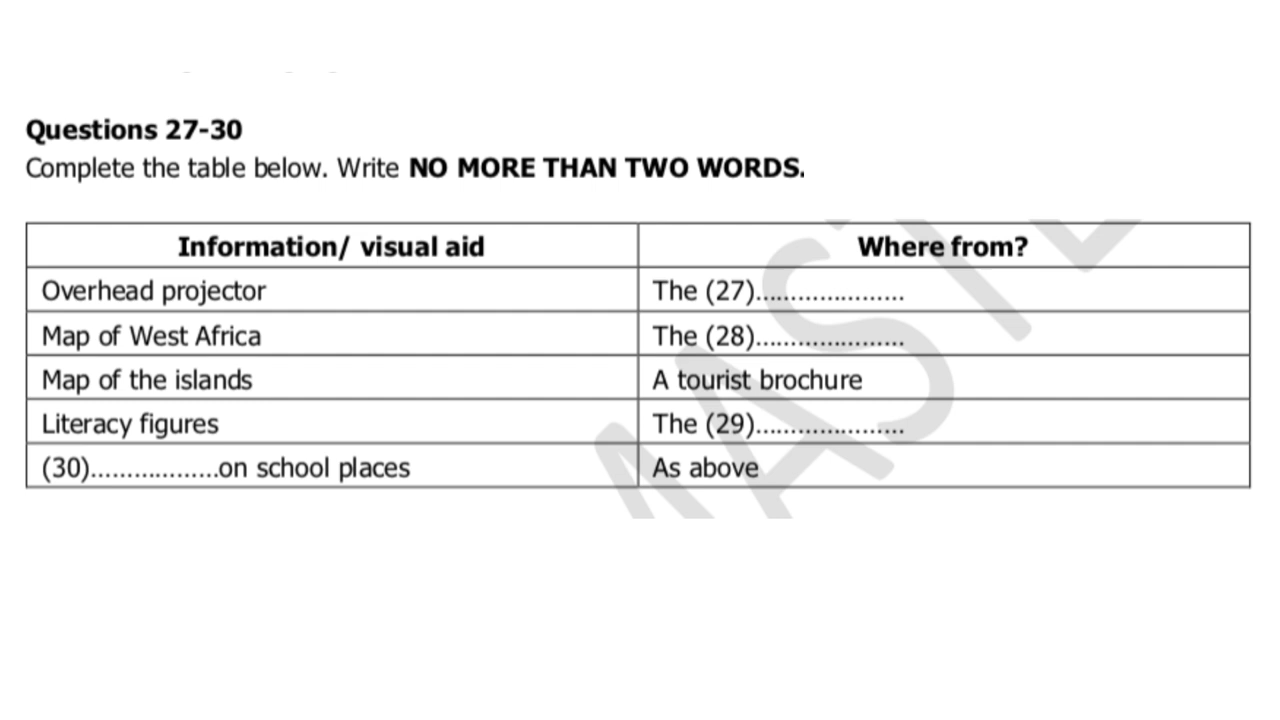 Questions 27-30
Complete the table below. Write NO MORE THAN TWO WORDS.
Information/ visual aid Where from?
Overhead projector The (27)......................
Map of West Africa The (28)......................
Map of the islands A tourist brochure
Literacy figures The (29)......................
(30)..................on school places As above